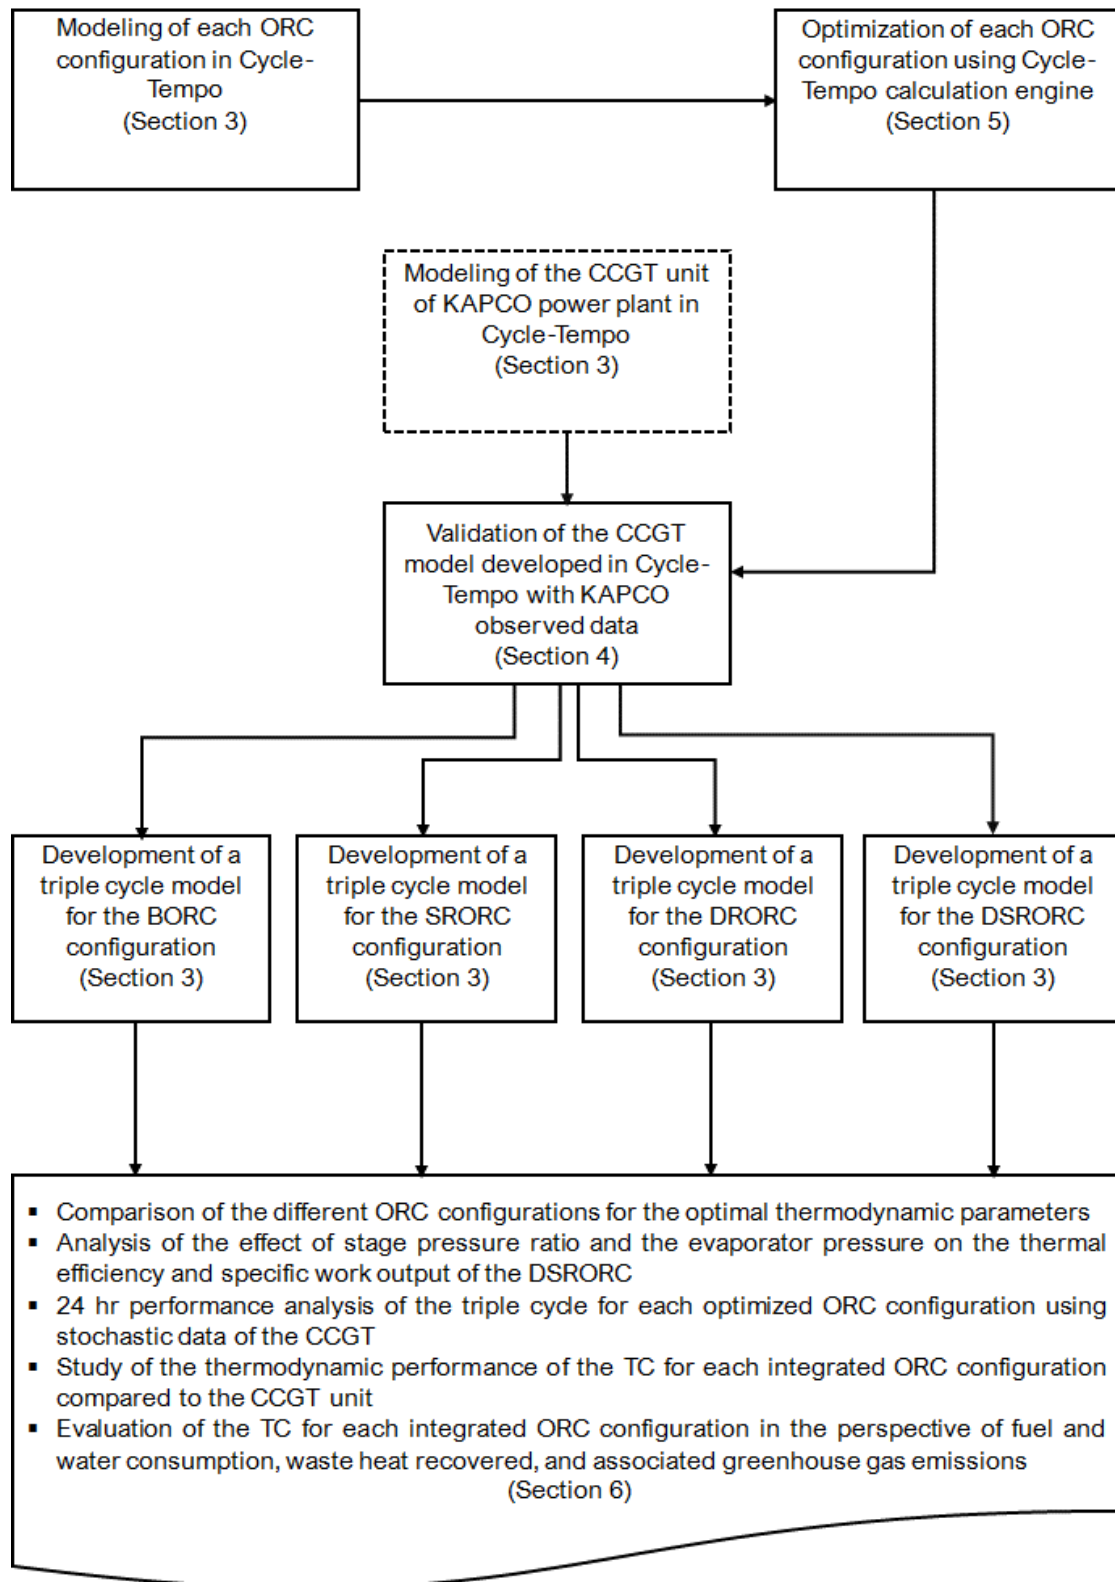 Modeling of each ORC
configuration in Cycle-
Tempo
(Section 3)
Optimization of each ORC
configuration using Cycle-
Tempo calculation engine
(Section 5)
Modeling of the CCGT unit
of KAPCO power plant in
Cycle-Tempo
(Section 3)
Validation of the CCGT
model developed in Cycle-
Tempo with KAPCO
observed data
(Section 4)
Development of a
triple cycle model
for the BORC
configuration
(Section 3)
Development of a
triple cycle model
for the SRORC
configuration
(Section 3)
Development of a
triple cycle model
for the DRORC
configuration
(Section 3)
Development of a
triple cycle model
for the DSRORC
configuration
(Section 3)
▪ Comparison of the different ORC configurations for the optimal thermodynamic parameters
▪ Analysis of the effect of stage pressure ratio and the evaporator pressure on the thermal
efficiency and specific work output of the DSRORC
▪ 24 hr performance analysis of the triple cycle for each optimized ORC configuration using
stochastic data of the CCGT
▪ Study of the thermodynamic performance of the TC for each integrated ORC configuration
compared to the CCGT unit
▪ Evaluation of the TC for each integrated ORC configuration in the perspective of fuel and
water consumption, waste heat recovered, and associated greenhouse gas emissions
(Section 6)